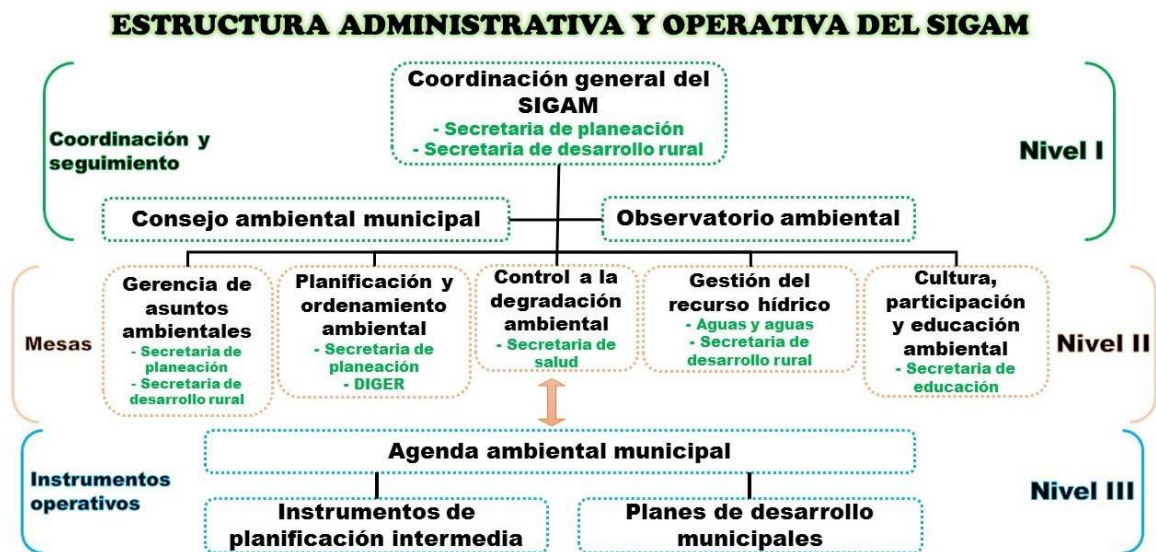 ESTRUCTURA ADMINISTRATIVA Y OPERATIVA DEL SIGAM
Coordinación y
seguimiento
Coordinación general del
SIGAM
- Secretaria de planeación
- Secretaria de desarrollo rural
Nivel I
Consejo ambiental municipal
Observatorio ambiental
Mesas
Gerencia de
asuntos
ambientales
- Secretaria de
planeación
- Secretaria de
desarrollo rural
Planificación y
ordenamiento
ambiental
- Secretaria de
planeación
- DIGER
Control a la
degradación
ambiental
- Secretaria de
salud
Gestión del
recurso hídrico
- Aguas y aguas
- Secretaria de
desarrollo rural
Cultura,
participación
y educación
ambiental
- Secretaria de
educación
Nivel II
Instrumentos
operativos
Agenda ambiental municipal
Instrumentos de
planificación intermedia
Planes de desarrollo
municipales
Nivel III